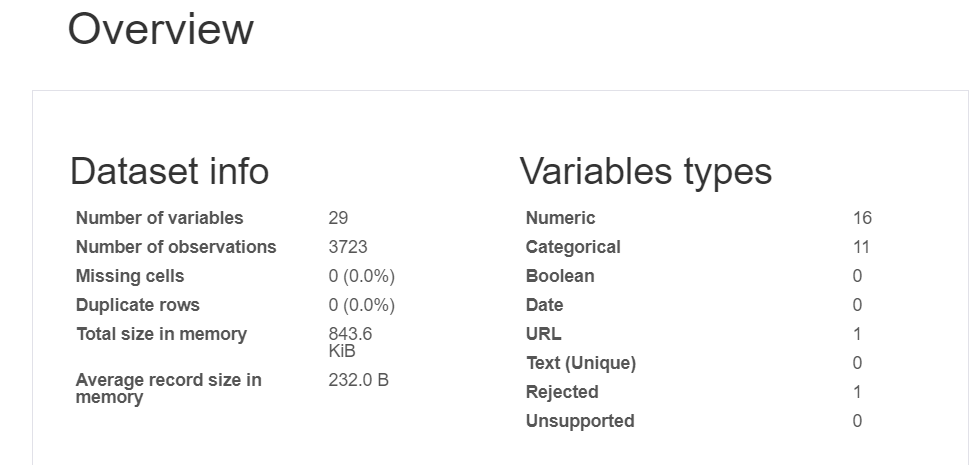 Overview
Dataset info
Number of variables 29
Number of observations 3723
Missing cells 0 (0.0%)
Duplicate rows 0 (0.0%)
Total size in memory 843.6
KiB
Average record size in 232.0 B
memory
Variables types
Numeric 16
Categorical 11
Boolean 0
Date 0
URL 1
Text (Unique) 0
Rejected 1
Unsupported 0